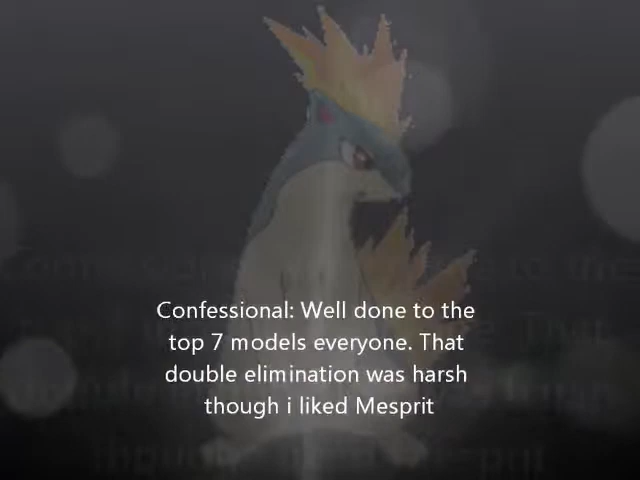 Confessional: Well done to the
top 7 models everyone. That
double elimination was harsh
though i liked Mesprit